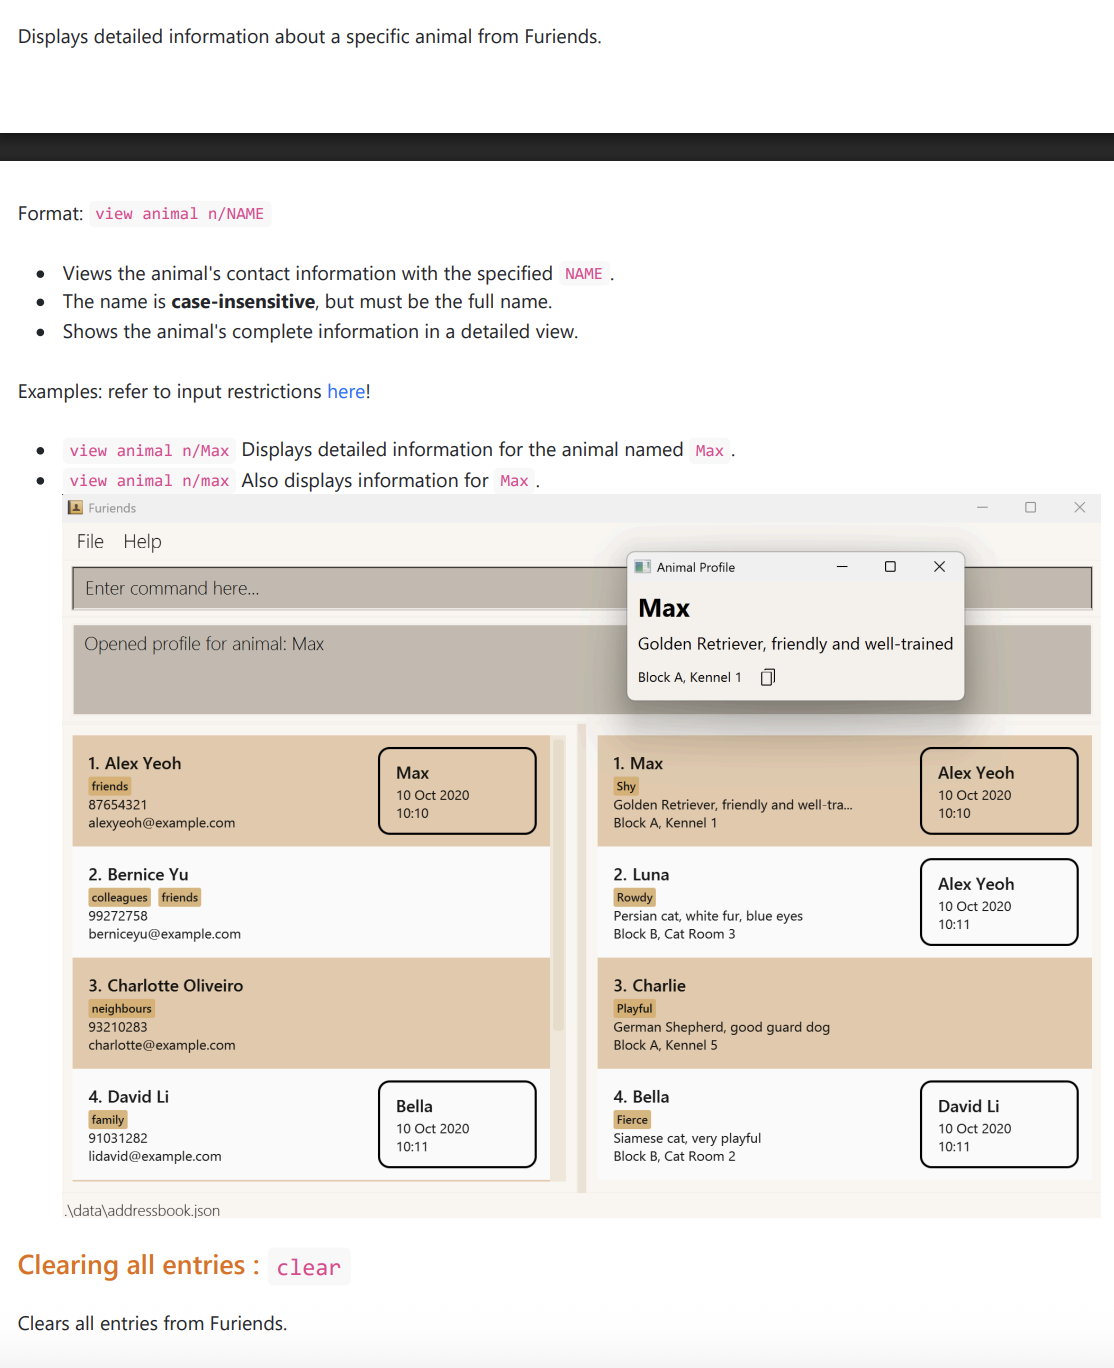 Displays detailed information about a specific animal from Furiends.
Format: view animal n/NAME
• Views the animal's contact information with the specified NAME .
• The name is case-insensitive, but must be the full name.
• Shows the animal's complete information in a detailed view.
Examples: refer to input restrictions here!
• view animal n/Max Displays detailed information for the animal named Max .
• view animal n/max Also displays information for Max .
Furiends
File Help
Enter command here...
Opened profile for animal: Max
Animal Profile
Max
Golden Retriever, friendly and well-trained
Block A, Kennel 1
1. Alex Yeoh
friends
87654321
alexyeoh@example.com
Max
10 Oct 2020
10:10
2. Bernice Yu
colleagues friends
99272758
berniceyu@example.com
3. Charlotte Oliveiro
neighbours
93210283
charlotte@example.com
4. David Li
family
91031282
lidavid@example.com
Bella
10 Oct 2020
10:11
1. Max
Shy
Golden Retriever, friendly and well-tra...
Block A, Kennel 1
Alex Yeoh
10 Oct 2020
10:10
2. Luna
Rowdy
Persian cat, white fur, blue eyes
Block B, Cat Room 3
Alex Yeoh
10 Oct 2020
10:11
3. Charlie
Playful
German Shepherd, good guard dog
Block A, Kennel 5
4. Bella
Fierce
Siamese cat, very playful
Block B, Cat Room 2
David Li
10 Oct 2020
10:11
.\data\addressbook.json
Clearing all entries : clear
Clears all entries from Furiends.